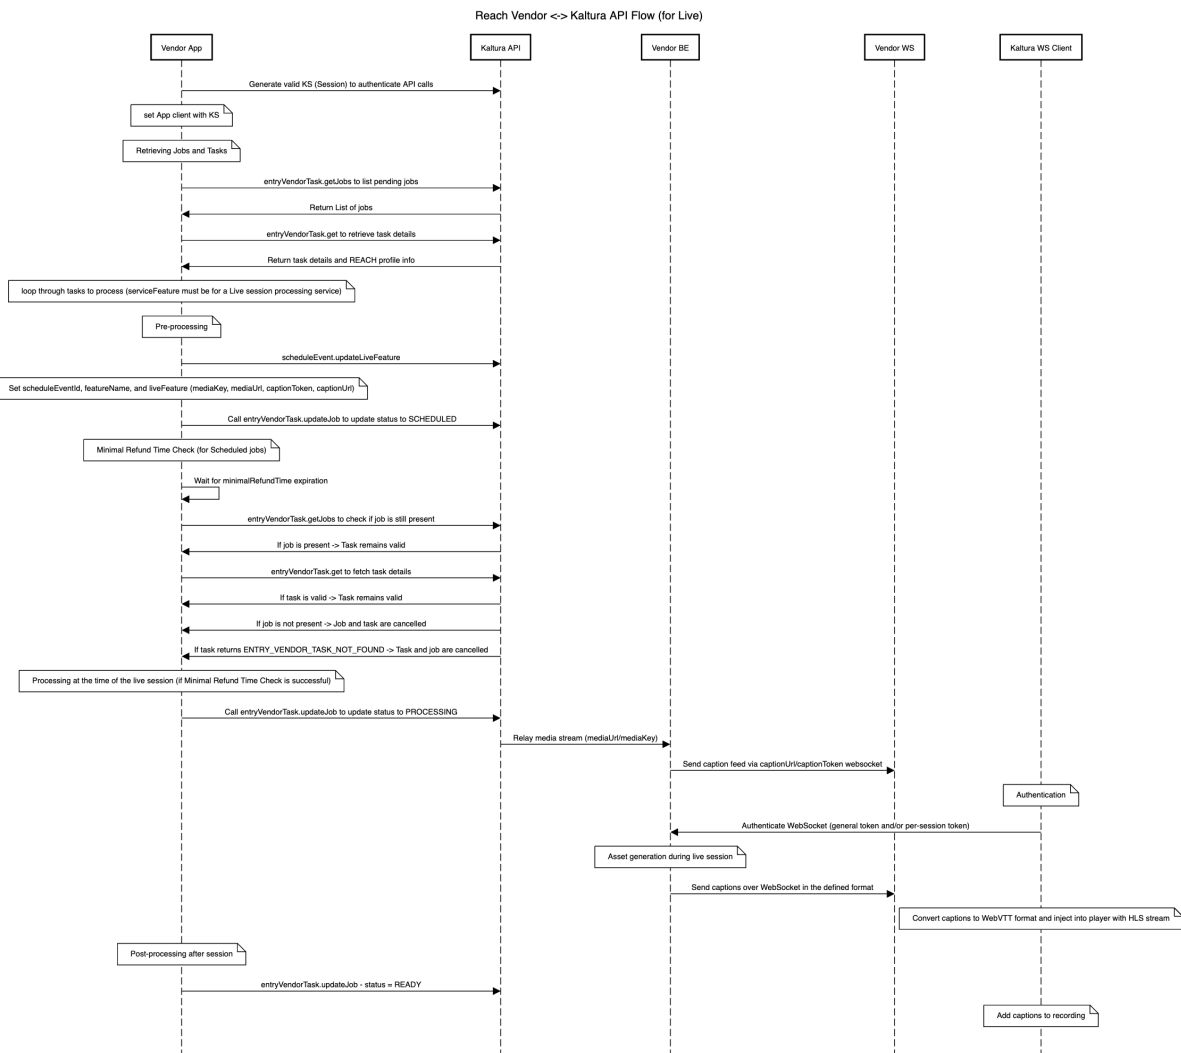 Reach Vendor <-> Kaltura API Flow (for Live)
Vendor App
Kaltura API
Vendor BE
Vendor WS
Kaltura WS Client
Generate valid KS (Session) to authenticate API calls
set App client with KS
Retrieving Jobs and Tasks
entryVendorTask.getJobs to list pending jobs
Return List of jobs
entryVendorTask.get to retrieve task details
Return task details and REACH profile info
loop through tasks to process (serviceFeature must be for a Live session processing service)
Pre-processing
scheduleEvent.updateLiveFeature
Set scheduleEventId, featureName, and liveFeature (mediaKey, mediaUrl, captionToken, captionUrl)
Call entryVendorTask.updateJob to update status to SCHEDULED
Minimal Refund Time Check (for Scheduled jobs)
Wait for minimalRefundTime expiration
entryVendorTask.getJobs to check if job is still present
If job is present -> Task remains valid
entryVendorTask.get to fetch task details
If task is valid -> Task remains valid
If job is not present -> Job and task are cancelled
If task returns ENTRY_VENDOR_TASK_NOT_FOUND -> Task and job are cancelled
Processing at the time of the live session (if Minimal Refund Time Check is successful)
Call entryVendorTask.updateJob to update status to PROCESSING
Relay media stream (mediaUrl/mediaKey)
Send caption feed via captionUrl/captionToken websocket
Authentication
Authenticate WebSocket (general token and/or per-session token)
Asset generation during live session
Send captions over WebSocket in the defined format
Convert captions to WebVTT format and inject into player with HLS stream
Post-processing after session
entryVendorTask.updateJob - status = READY
Add captions to recording